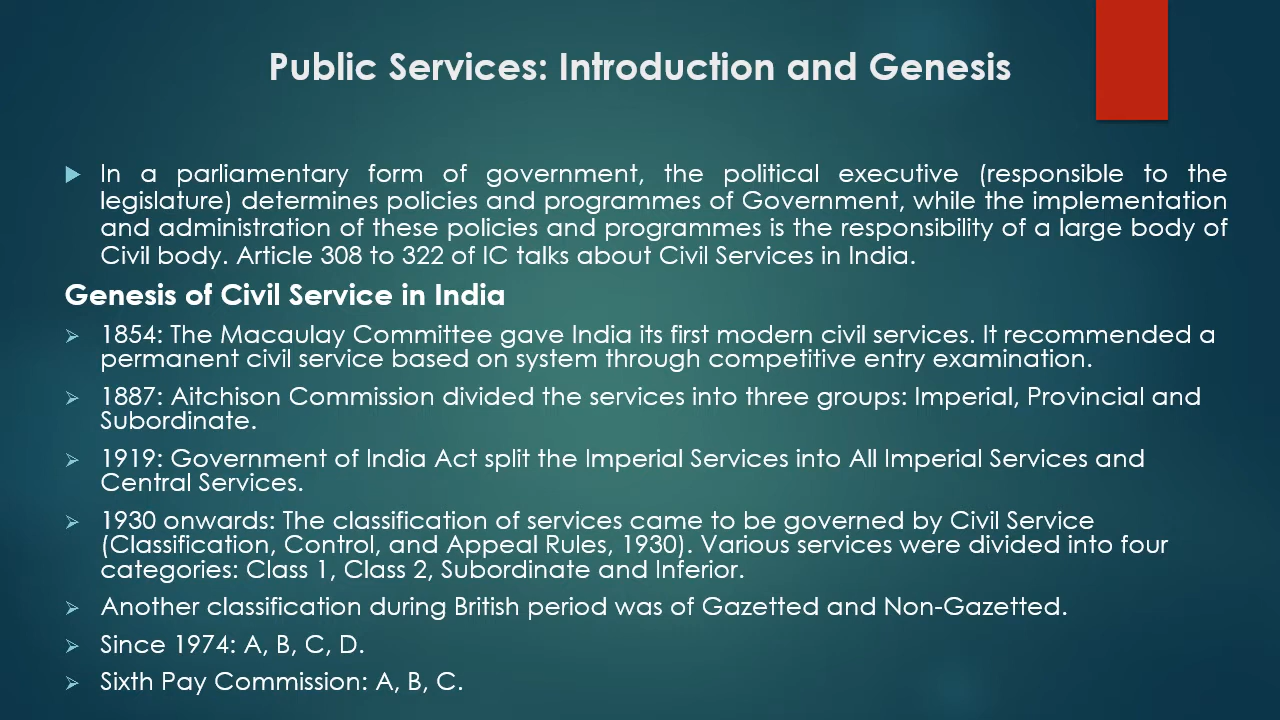 Public Services: Introduction and Genesis
In a parliamentary form of government, the political executive (responsible to the
legislature) determines policies and programmes of Government, while the implementation
and administration of these policies and programmes is the responsibility of a large body of
Civil body. Article 308 to 322 of IC talks about Civil Services in India.
Genesis of Civil Service in India
1854: The Macaulay Committee gave India its first modern civil services. It recommended a
permanent civil service based on system through competitive entry examination.
1887: Aitchison Commission divided the services into three groups: Imperial, Provincial and
Subordinate.
1919: Government of India Act split the Imperial Services into All Imperial Services and
Central Services.
1930 onwards: The classification of services came to be governed by Civil Service
(Classification, Control, and Appeal Rules, 1930). Various services were divided into four
categories: Class 1, Class 2, Subordinate and Inferior.
Another classification during British period was of Gazetted and Non-Gazetted.
Since 1974: A, B, C, D.
Sixth Pay Commission: A, B, C.